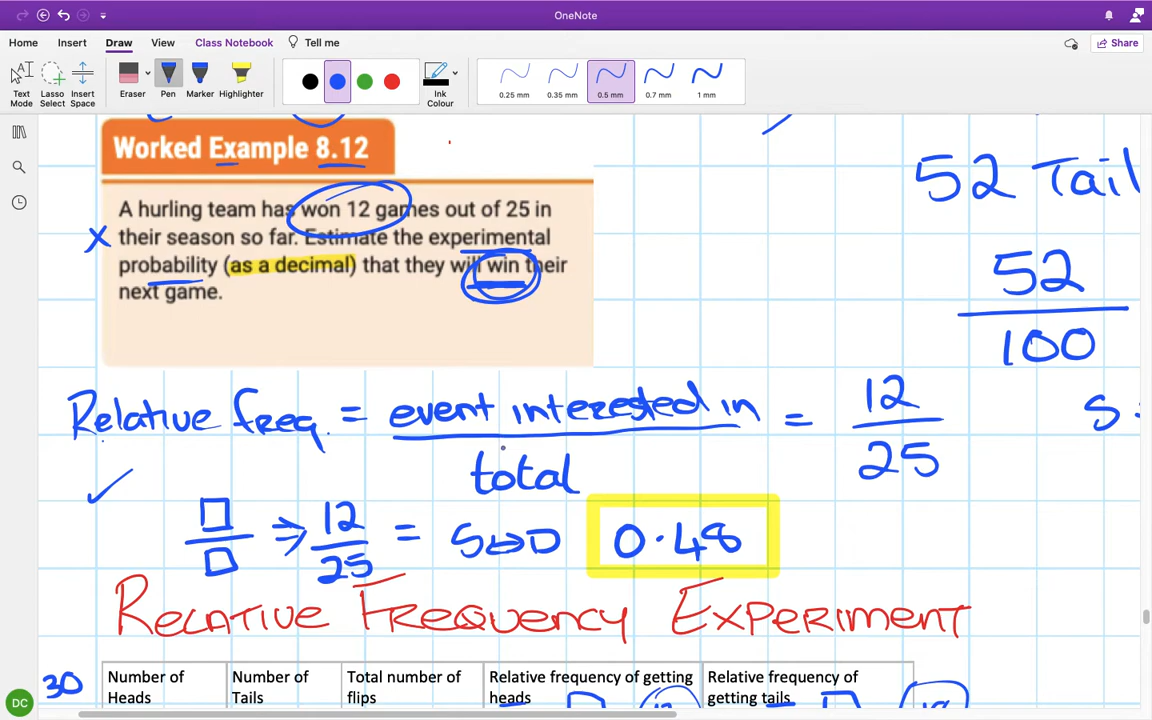 OneNote
Home Insert Draw View Class Notebook Tell me Share
Text Mode Lasso Select Insert Space Eraser Pen Marker Highlighter Ink Colour 0.25 mm 0.35 mm 0.5 mm 0.7 mm 1 mm
Worked Example 8.12
A hurling team has won 12 games out of 25 in
their season so far. Estimate the experimental
probability (as a decimal) that they will win their
next game.
52 Tail
52
100
Relative freq. = event interested in = 12
total 25
S
12
25 = S⇔D 0.48
RELATIVE FREQUENCY EXPERIMENT
30
Number of Heads
Number of Tails
Total number of flips
Relative frequency of getting heads
Relative frequency of getting tails
DC